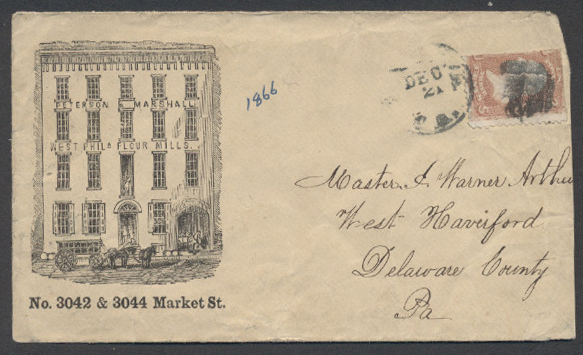 PETERSON & MARSHALL
WEST PHILA FLOUR MILLS.
No. 3042 & 3044 Market St.
1866
DEC
21
Master J. Warner Arthur
West Haverford
Delaware County
Pa